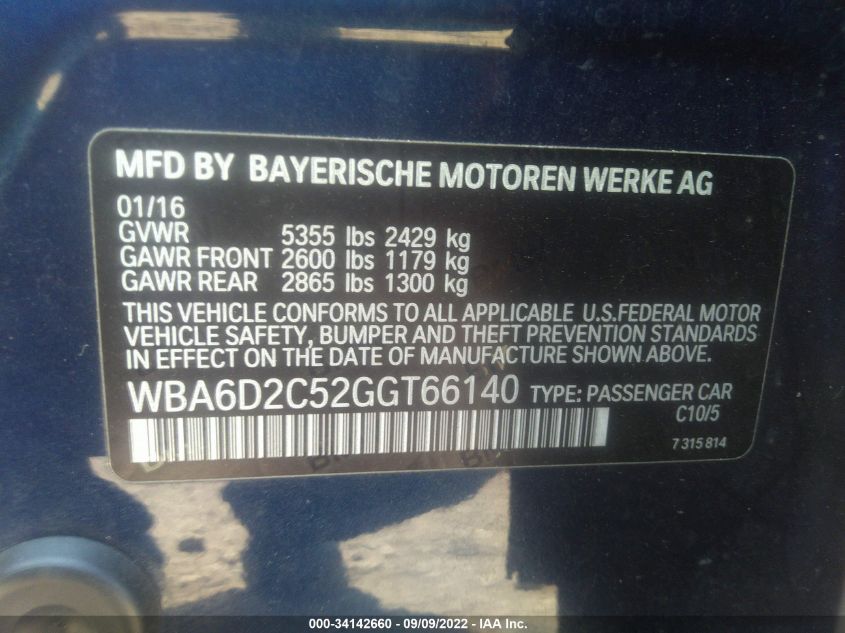 MFD BY BAYERISCHE MOTOREN WERKE AG
01/16
GVWR 5355 lbs 2429 kg
GAWR FRONT 2600 lbs 1179 kg
GAWR REAR 2865 lbs 1300 kg
THIS VEHICLE CONFORMS TO ALL APPLICABLE U.S.FEDERAL MOTOR
VEHICLE SAFETY, BUMPER AND THEFT PREVENTION STANDARDS
IN EFFECT ON THE DATE OF MANUFACTURE SHOWN ABOVE.
WBA6D2C52GGT66140 TYPE: PASSENGER CAR
C10/5
7 315 814
000-34142660 - 09/09/2022 - IAA Inc.